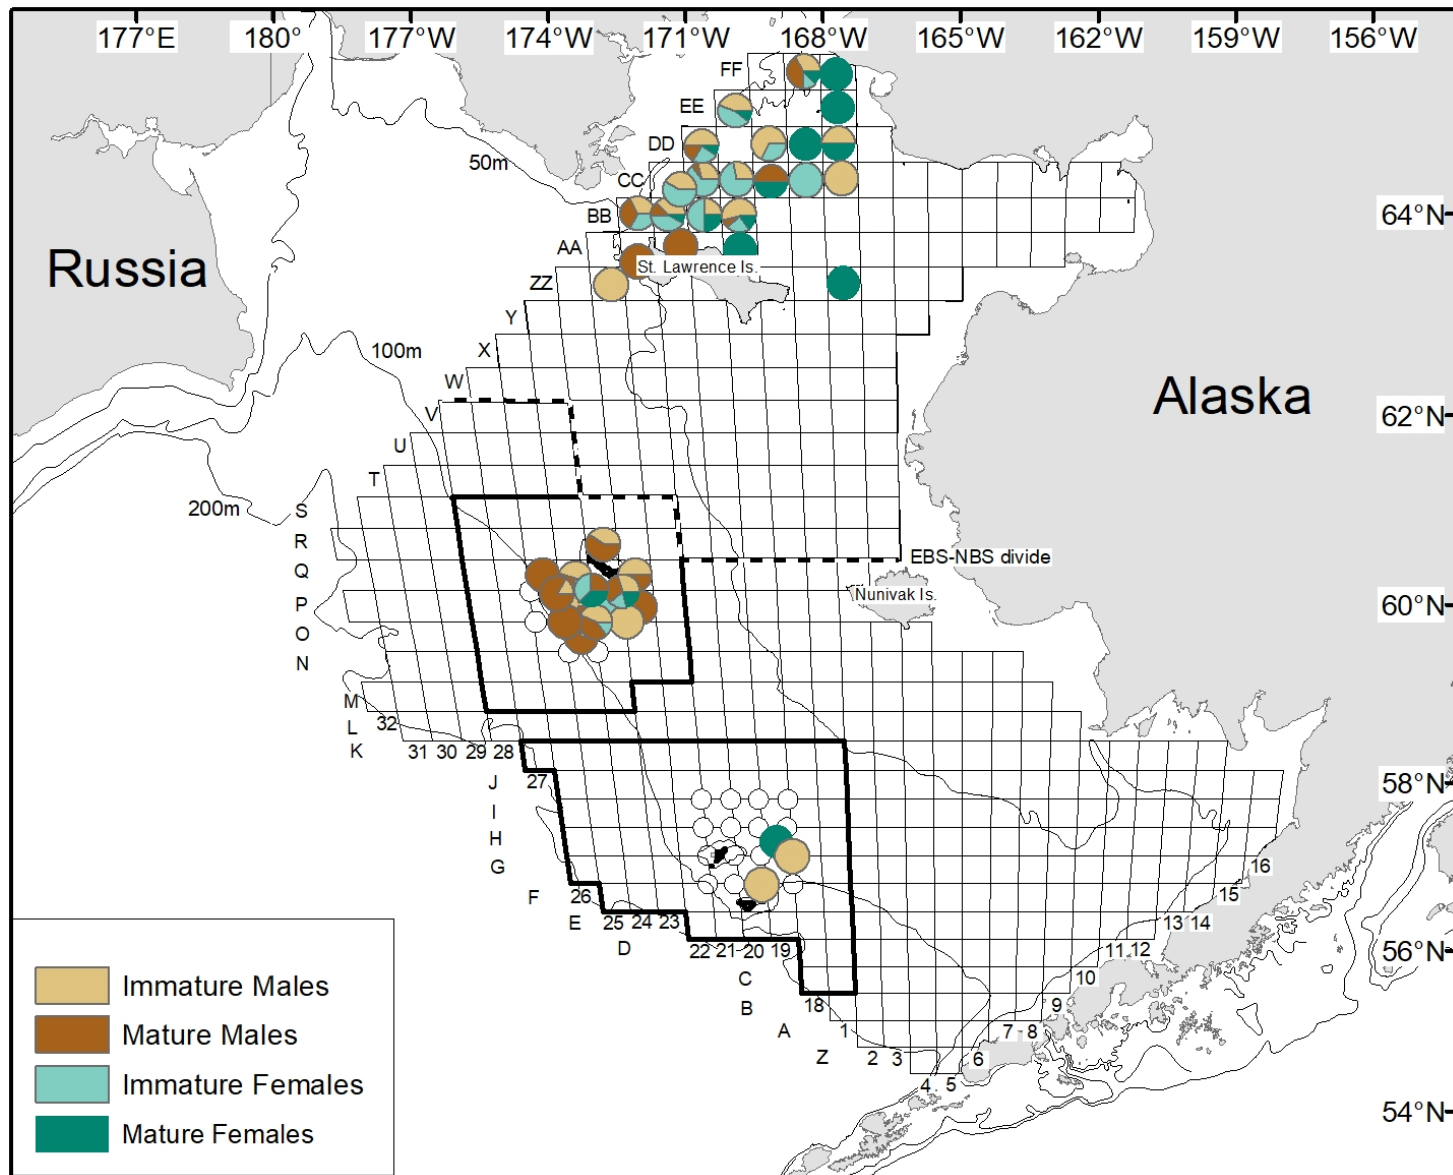 177°E 180° 177°W 174°W 171°W 168°W 165°W 162°W 159°W 156°W
FF
EE
DD
50m
CC
BB
64°N
AA
Russia
St. Lawrence Is.
ZZ
Y
100m
X
W
Alaska
V
62°N
U
T
200m
S
R
EBS-NBS divide
Q
Nunivak Is.
P
60°N
O
N
M
32
L
K
31 30 29 28
J
27
58°N
I
H
G
16
F
26
15
E
25 24 23
13 14
D
22 21 20 19
11 12
56°N
C
10
B
18
9
A
1
7 8
Z
2 3
6
4 5
54°N
Immature Males
Mature Males
Immature Females
Mature Females